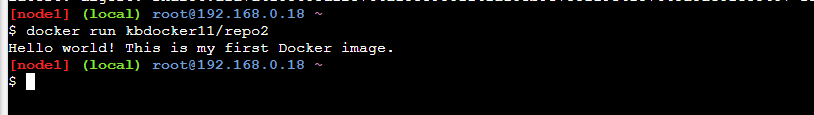 [node1] (local) root@192.168.0.18 ~
$ docker run kbdocker11/repo2
Hello world! This is my first Docker image.
[node1] (local) root@192.168.0.18 ~
$